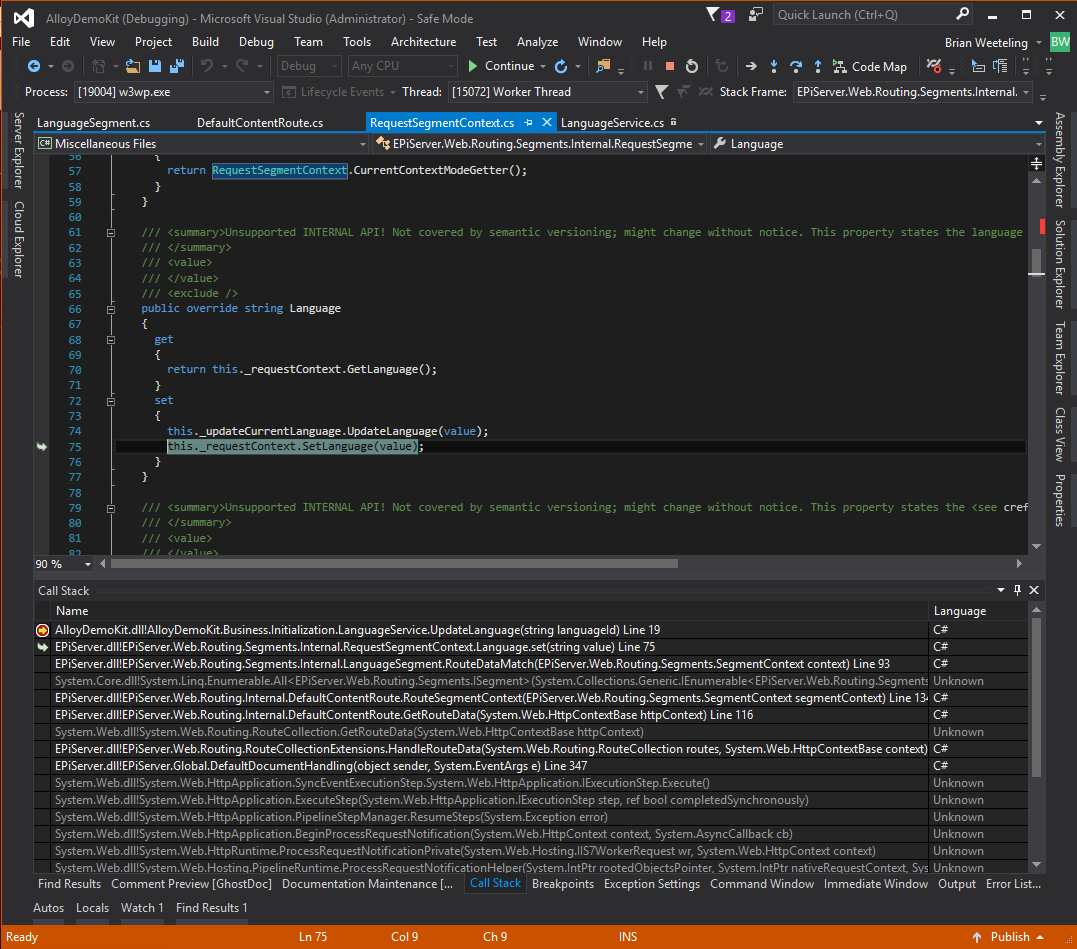 AlloyDemoKit (Debugging) - Microsoft Visual Studio (Administrator) - Safe Mode
2
Quick Launch (Ctrl+Q)
File Edit View Project Build Debug Team Tools Architecture Test Analyze Window Help
Brian Weeteling BW
Debug Any CPU Continue Code Map
Process: [19004] w3wp.exe Lifecycle Events Thread: [15072] Worker Thread Stack Frame: EPiServer.Web.Routing.Segments.Internal.
Server Explorer
Cloud Explorer
LanguageSegment.cs DefaultContentRoute.cs RequestSegmentContext.cs LanguageService.cs
C# Miscellaneous Files EPiServer.Web.Routing.Segments.Internal.RequestSegme Language
56 {
57 return RequestSegmentContext.CurrentContextModeGetter();
58 }
59 }
60
61 /// <summary>Unsupported INTERNAL API! Not covered by semantic versioning; might change without notice. This property states the language
62 /// </summary>
63 /// <value>
64 /// </value>
65 /// <exclude />
66 public override string Language
67 {
68 get
69 {
70 return this._requestContext.GetLanguage();
71 }
72 set
73 {
74 this._updateCurrentLanguage.UpdateLanguage(value);
75 this._requestContext.SetLanguage(value);
76 }
77 }
78
79 /// <summary>Unsupported INTERNAL API! Not covered by semantic versioning; might change without notice. This property states the <see cref
80 /// </summary>
81 /// <value>
82 /// </value>
90 %
Assembly Explorer
Solution Explorer
Team Explorer
Class View
Properties
Call Stack
Name Language
AlloyDemoKit.dll!AlloyDemoKit.Business.Initialization.LanguageService.UpdateLanguage(string languageId) Line 19 C#
EPiServer.dll!EPiServer.Web.Routing.Segments.Internal.RequestSegmentContext.Language.set(string value) Line 75 C#
EPiServer.dll!EPiServer.Web.Routing.Segments.Internal.LanguageSegment.RouteDataMatch(EPiServer.Web.Routing.Segments.SegmentContext context) Line 93 C#
System.Core.dll!System.Linq.Enumerable.All<EPiServer.Web.Routing.Segments.ISegment>(System.Collections.Generic.IEnumerable<EPiServer.Web.Routing.Segments Unknown
EPiServer.dll!EPiServer.Web.Routing.Internal.DefaultContentRoute.RouteSegmentContext(EPiServer.Web.Routing.Segments.SegmentContext segmentContext) Line 134 C#
EPiServer.dll!EPiServer.Web.Routing.Internal.DefaultContentRoute.GetRouteData(System.Web.HttpContextBase httpContext) Line 116 C#
System.Web.dll!System.Web.Routing.RouteCollection.GetRouteData(System.Web.HttpContextBase httpContext) Unknown
EPiServer.dll!EPiServer.Web.Routing.RouteCollectionExtensions.HandleRouteData(System.Web.Routing.RouteCollection routes, System.Web.HttpContextBase context) C#
EPiServer.dll!EPiServer.Global.DefaultDocumentHandling(object sender, System.EventArgs e) Line 347 C#
System.Web.dll!System.Web.HttpApplication.SyncEventExecutionStep.System.Web.HttpApplication.IExecutionStep.Execute() Unknown
System.Web.dll!System.Web.HttpApplication.ExecuteStep(System.Web.HttpApplication.IExecutionStep step, ref bool completedSynchronously) Unknown
System.Web.dll!System.Web.HttpApplication.PipelineStepManager.ResumeSteps(System.Exception error) Unknown
System.Web.dll!System.Web.HttpApplication.BeginProcessRequestNotification(System.Web.HttpContext context, System.AsyncCallback cb) Unknown
System.Web.dll!System.Web.HttpRuntime.ProcessRequestNotificationPrivate(System.Web.Hosting.IIS7WorkerRequest wr, System.Web.HttpContext context) Unknown
System.Web.dll!System.Web.Hosting.PipelineRuntime.ProcessRequestNotificationHelper(System.IntPtr rootedObjectsPointer, System.IntPtr nativeRequestContext, Sys Unknown
Find Results Comment Preview [GhostDoc] Documentation Maintenance [... Call Stack Breakpoints Exception Settings Command Window Immediate Window Output Error List...
Autos Locals Watch 1 Find Results 1
Ready Ln 75 Col 9 Ch 9 INS Publish